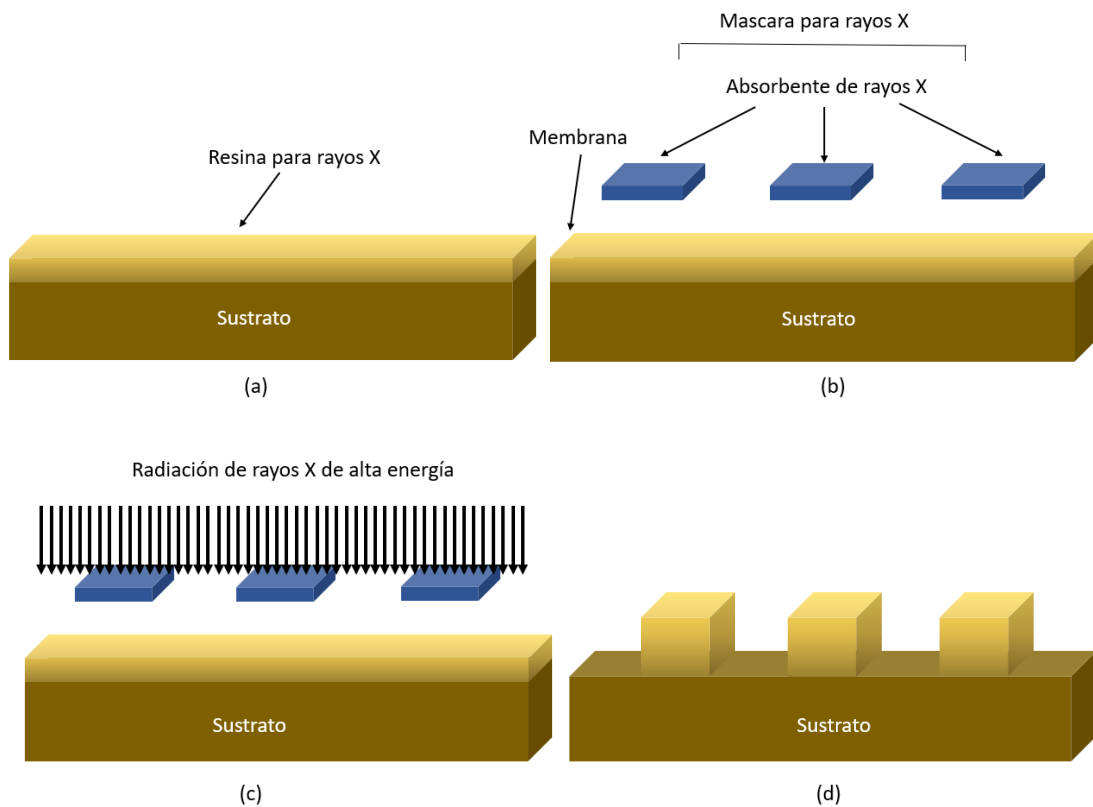 Resina para rayos X
Sustrato
(a)
Mascara para rayos X
Absorbente de rayos X
Membrana
Sustrato
(b)
Radiación de rayos X de alta energía
Sustrato
(c)
Sustrato
(d)